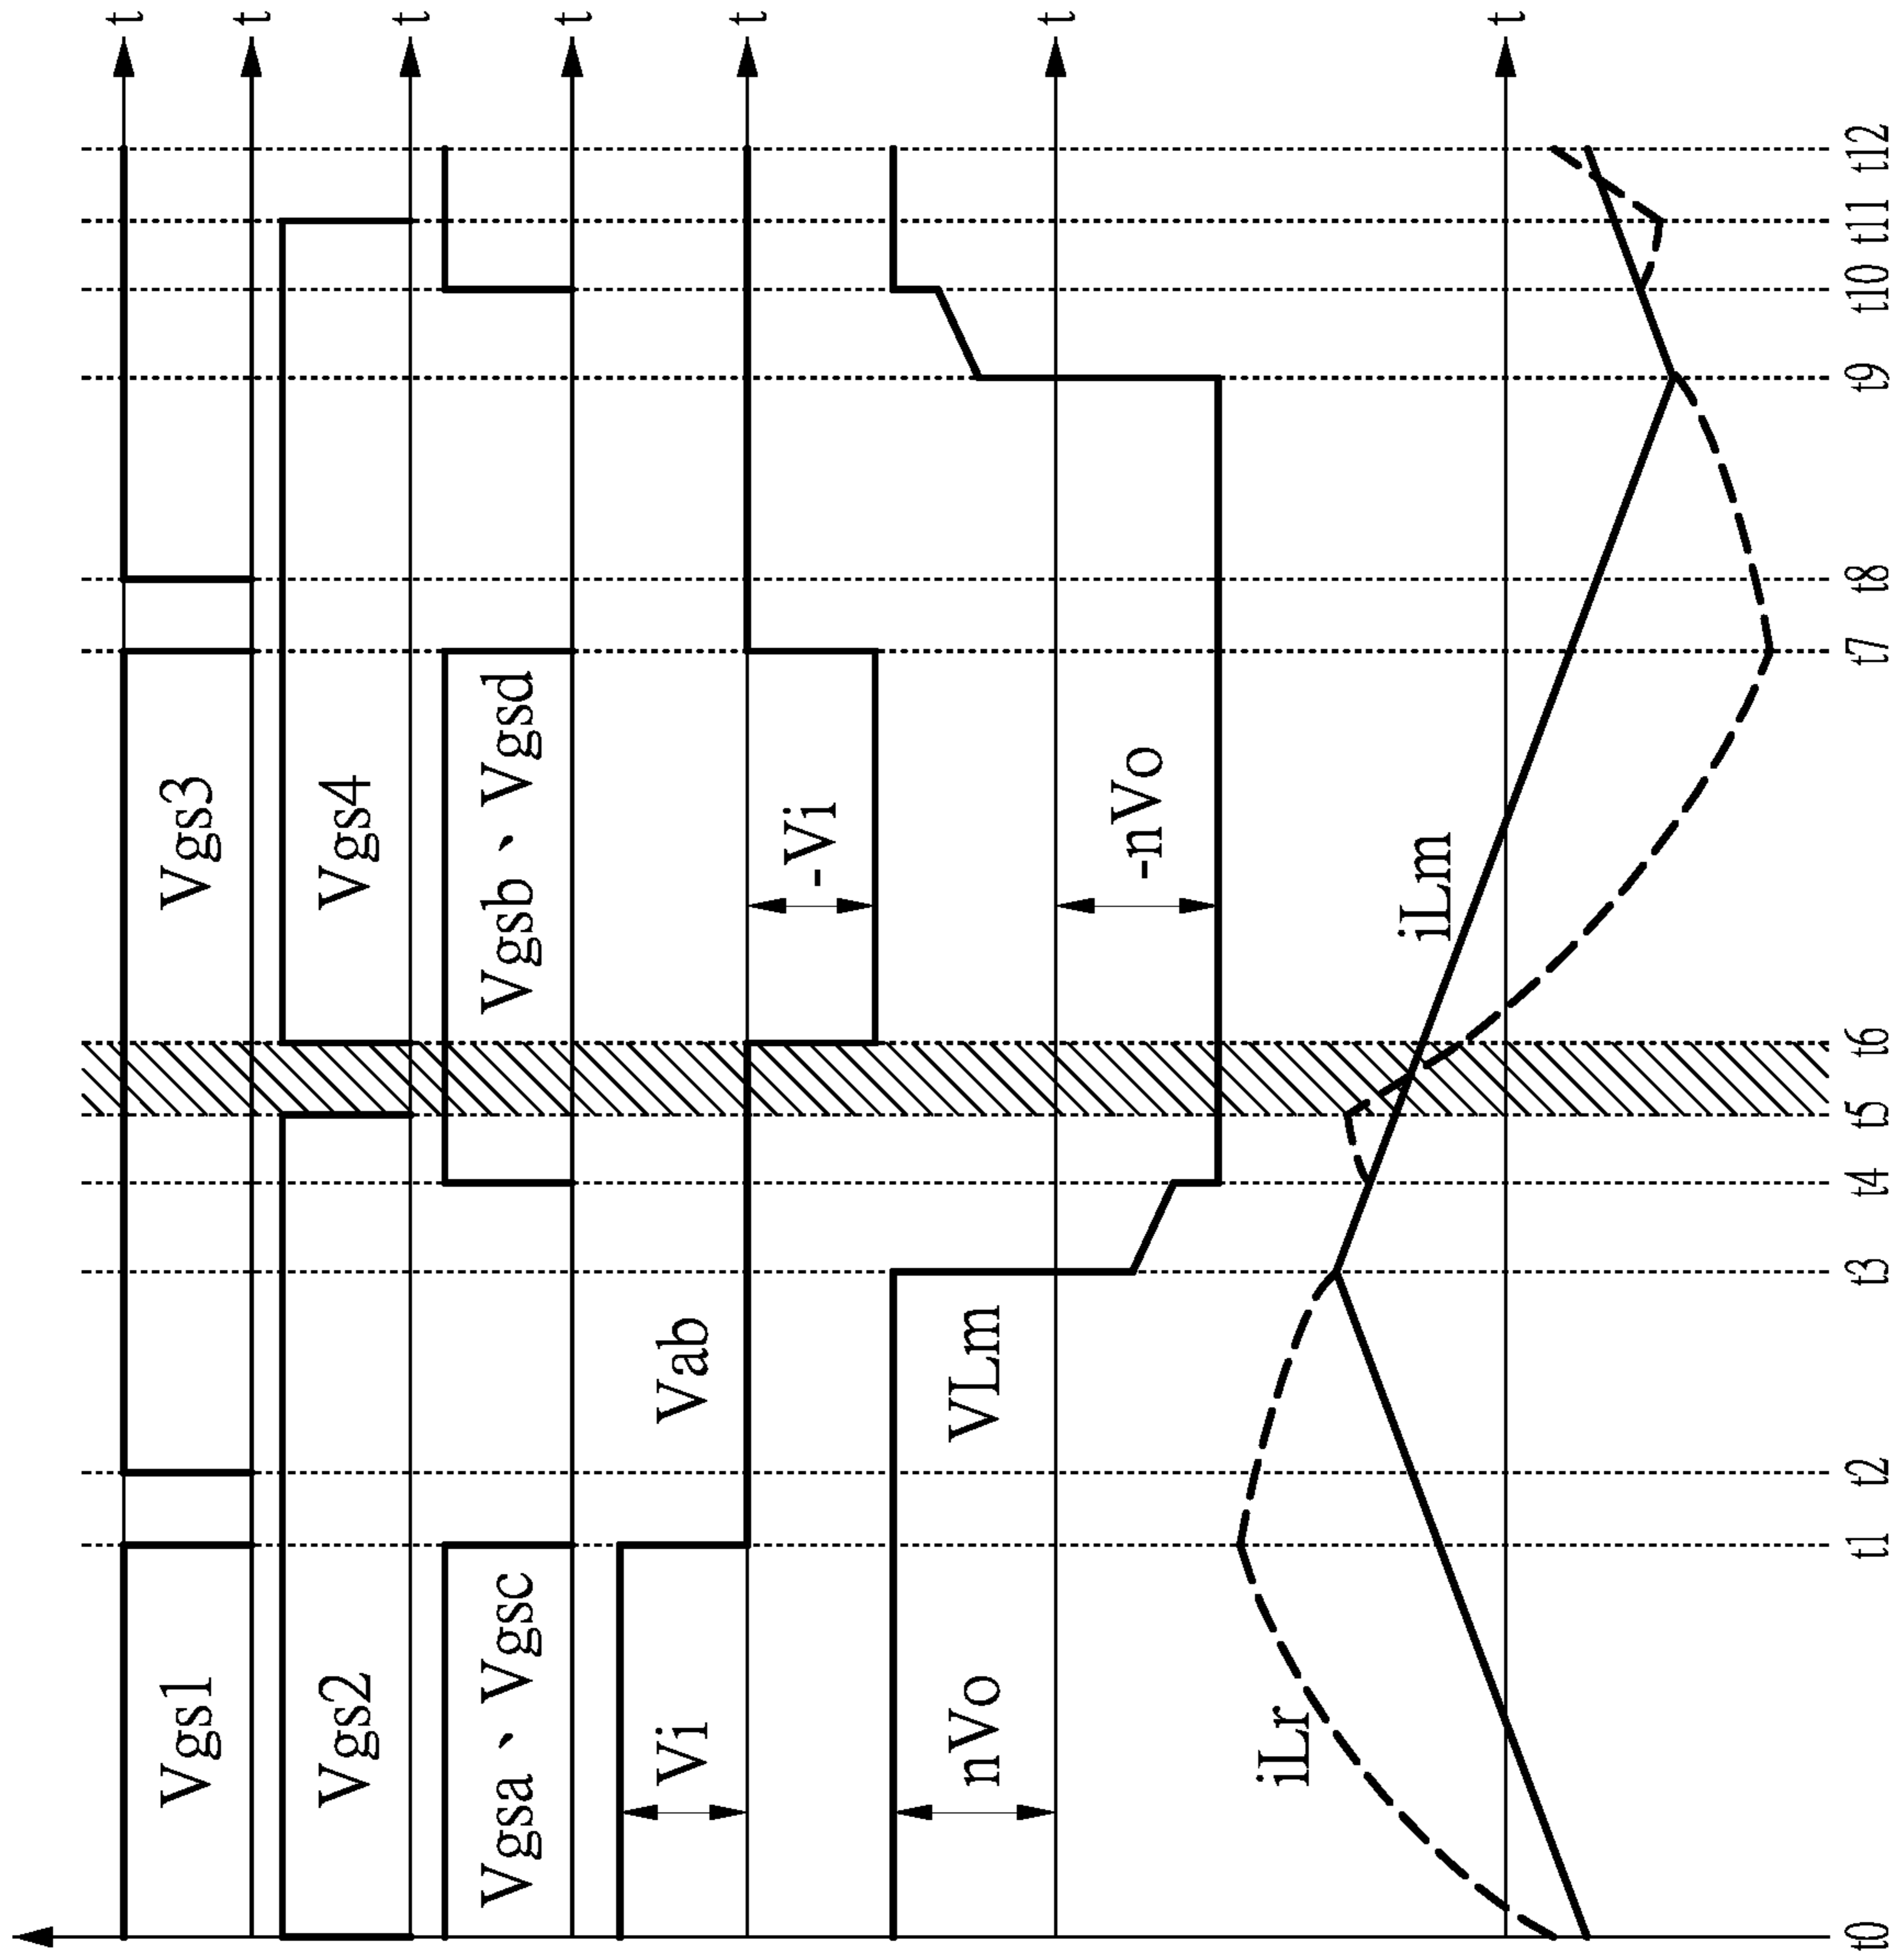 t
Vgs1
Vgs3
t
Vgs2
Vgs4
t
Vgsa、Vgsc
Vgsb、Vgsd
t
Vi
Vab
t
-Vi
nVo
VLm
t
-nVo
iLr
iLm
t
t0 t1 t2 t3 t4 t5 t6 t7 t8 t9 t10 t11 t12